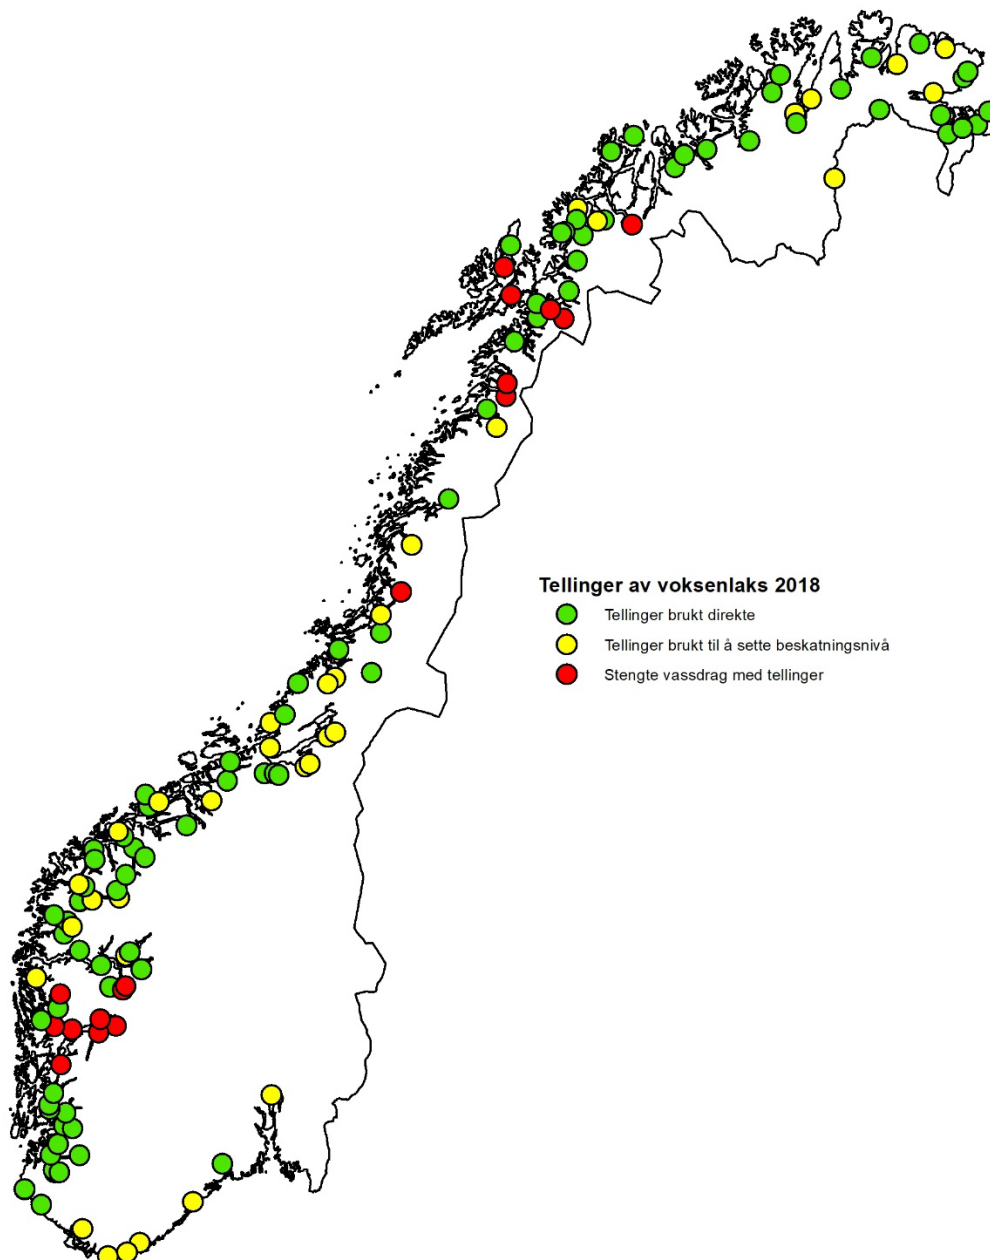 Tellinger av voksenlaks 2018
Tellinger brukt direkte
Tellinger brukt til å sette beskatningsnivå
Stengte vassdrag med tellinger